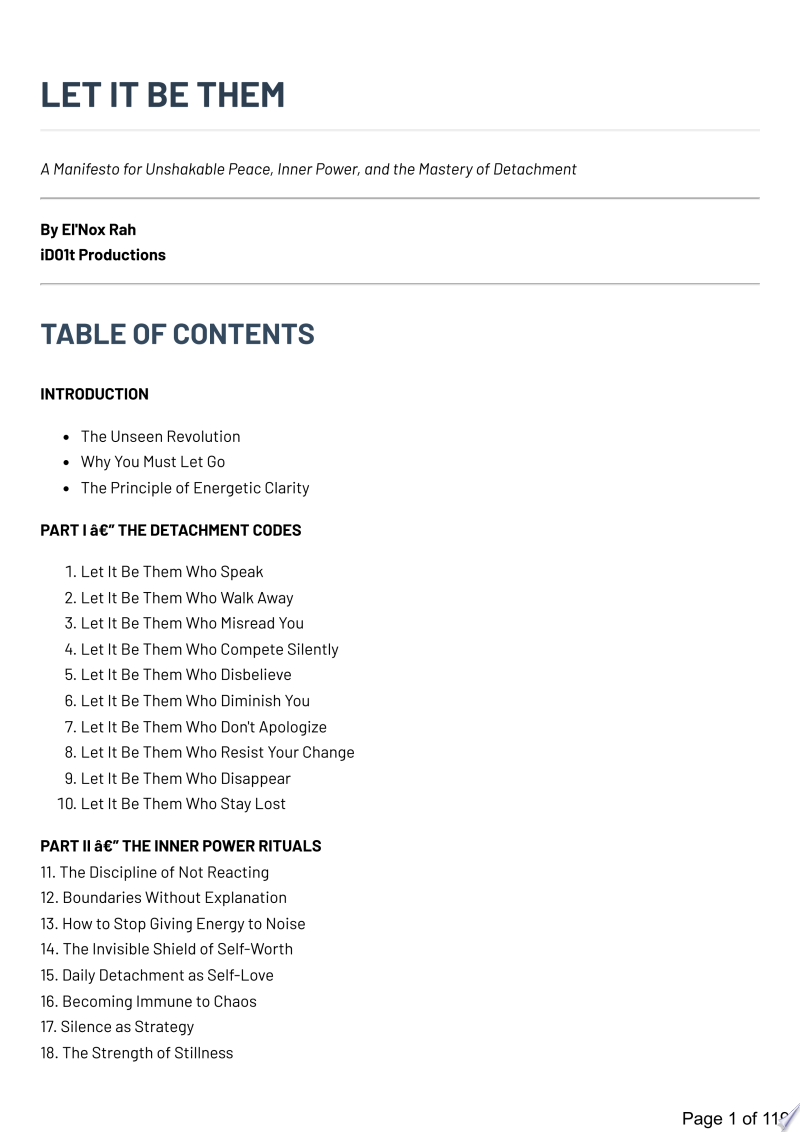 LET IT BE THEM
A Manifesto for Unshakable Peace, Inner Power, and the Mastery of Detachment
By El'Nox Rah
iD01t Productions
TABLE OF CONTENTS
INTRODUCTION
• The Unseen Revolution
• Why You Must Let Go
• The Principle of Energetic Clarity
PART I â€” THE DETACHMENT CODES
1. Let It Be Them Who Speak
2. Let It Be Them Who Walk Away
3. Let It Be Them Who Misread You
4. Let It Be Them Who Compete Silently
5. Let It Be Them Who Disbelieve
6. Let It Be Them Who Diminish You
7. Let It Be Them Who Don't Apologize
8. Let It Be Them Who Resist Your Change
9. Let It Be Them Who Disappear
10. Let It Be Them Who Stay Lost
PART II â€” THE INNER POWER RITUALS
11. The Discipline of Not Reacting
12. Boundaries Without Explanation
13. How to Stop Giving Energy to Noise
14. The Invisible Shield of Self-Worth
15. Daily Detachment as Self-Love
16. Becoming Immune to Chaos
17. Silence as Strategy
18. The Strength of Stillness
Page 1 of